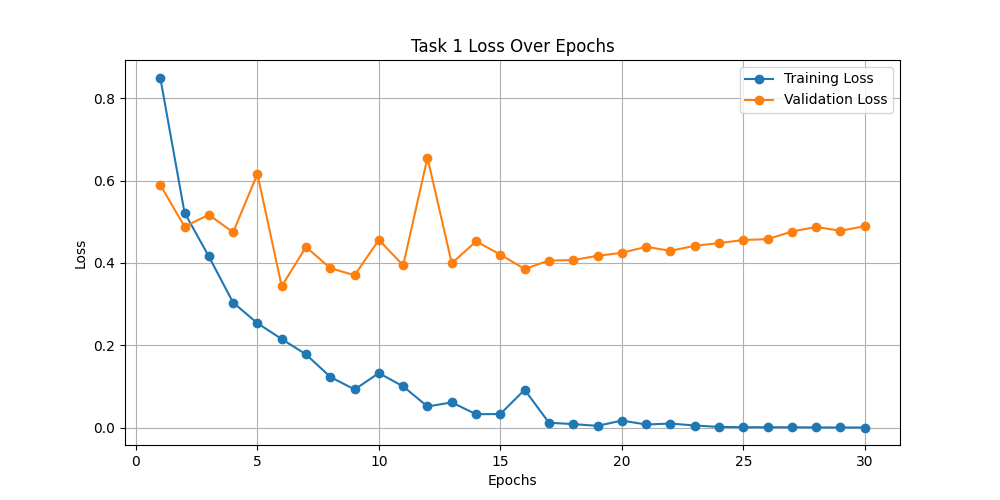 Task 1 Loss Over Epochs
Training Loss
Validation Loss
Loss
0.8
0.6
0.4
0.2
0.0
0 5 10 15 20 25 30
Epochs